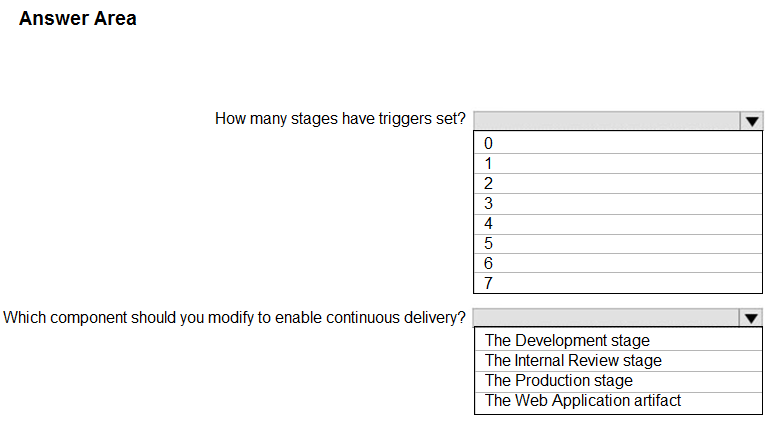 Answer Area
How many stages have triggers set?
0
1
2
3
4
5
6
7
Which component should you modify to enable continuous delivery?
The Development stage
The Internal Review stage
The Production stage
The Web Application artifact